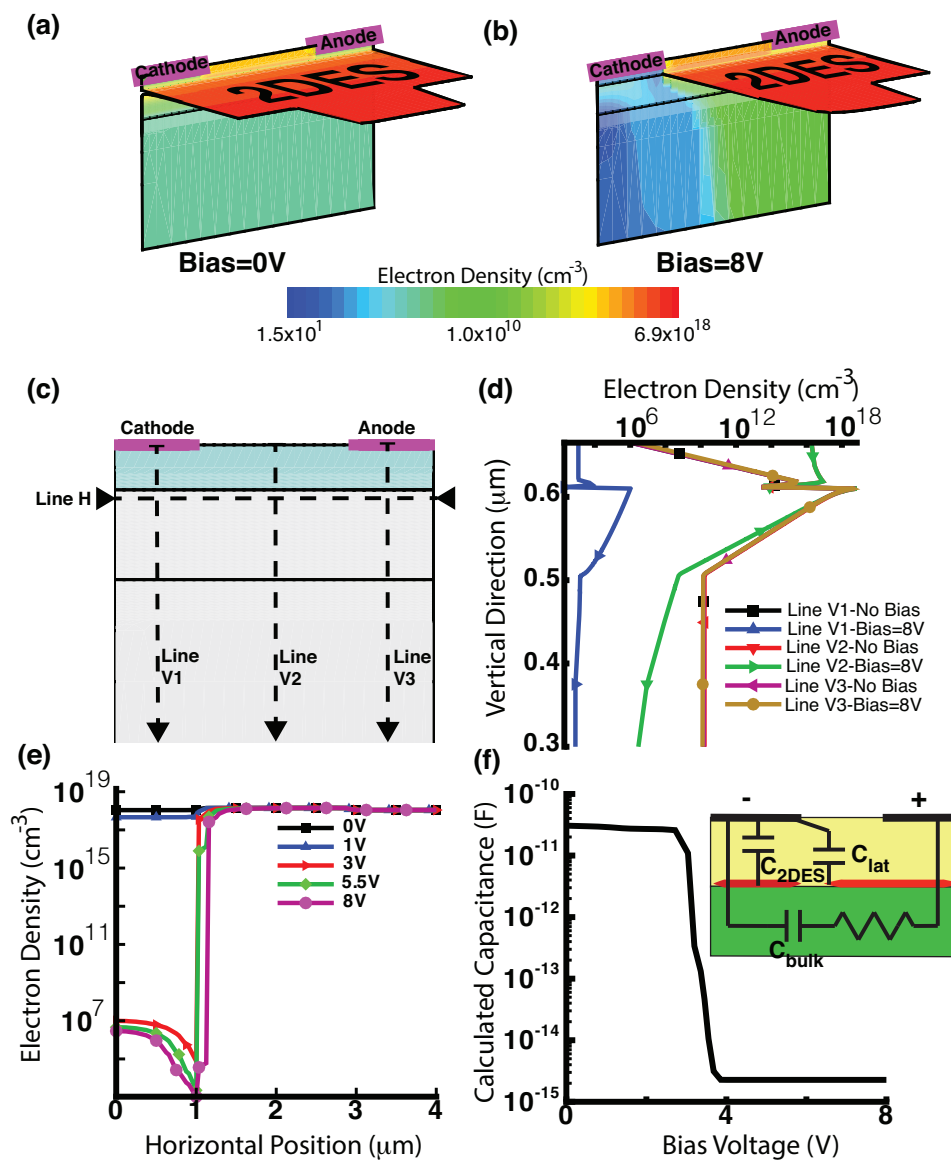 (a)
Cathode
Anode
2DES
Bias=0V
(b)
Cathode
Anode
2DES
Bias=8V
Electron Density (cm⁻³)
1.5x10¹
1.0x10¹⁰
6.9x10¹⁸
(c)
Cathode
Anode
Line H
Line
V1
Line
V2
Line
V3
(d)
Electron Density (cm⁻³)
10⁶
10¹²
10¹⁸
Vertical Direction (μm)
0.6
0.5
0.4
0.3
Line V1-No Bias
Line V1-Bias=8V
Line V2-No Bias
Line V2-Bias=8V
Line V3-No Bias
Line V3-Bias=8V
(e)
Electron Density (cm⁻³)
10¹⁹
10¹⁵
10¹¹
10⁷
0V
1V
3V
5.5V
8V
0
1
2
3
4
Horizontal Position (μm)
(f)
Calculated Capacitance (F)
10⁻¹⁰
10⁻¹¹
10⁻¹²
10⁻¹³
10⁻¹⁴
10⁻¹⁵
-
+
C2DES
Clat
Cbulk
0
4
8
Bias Voltage (V)